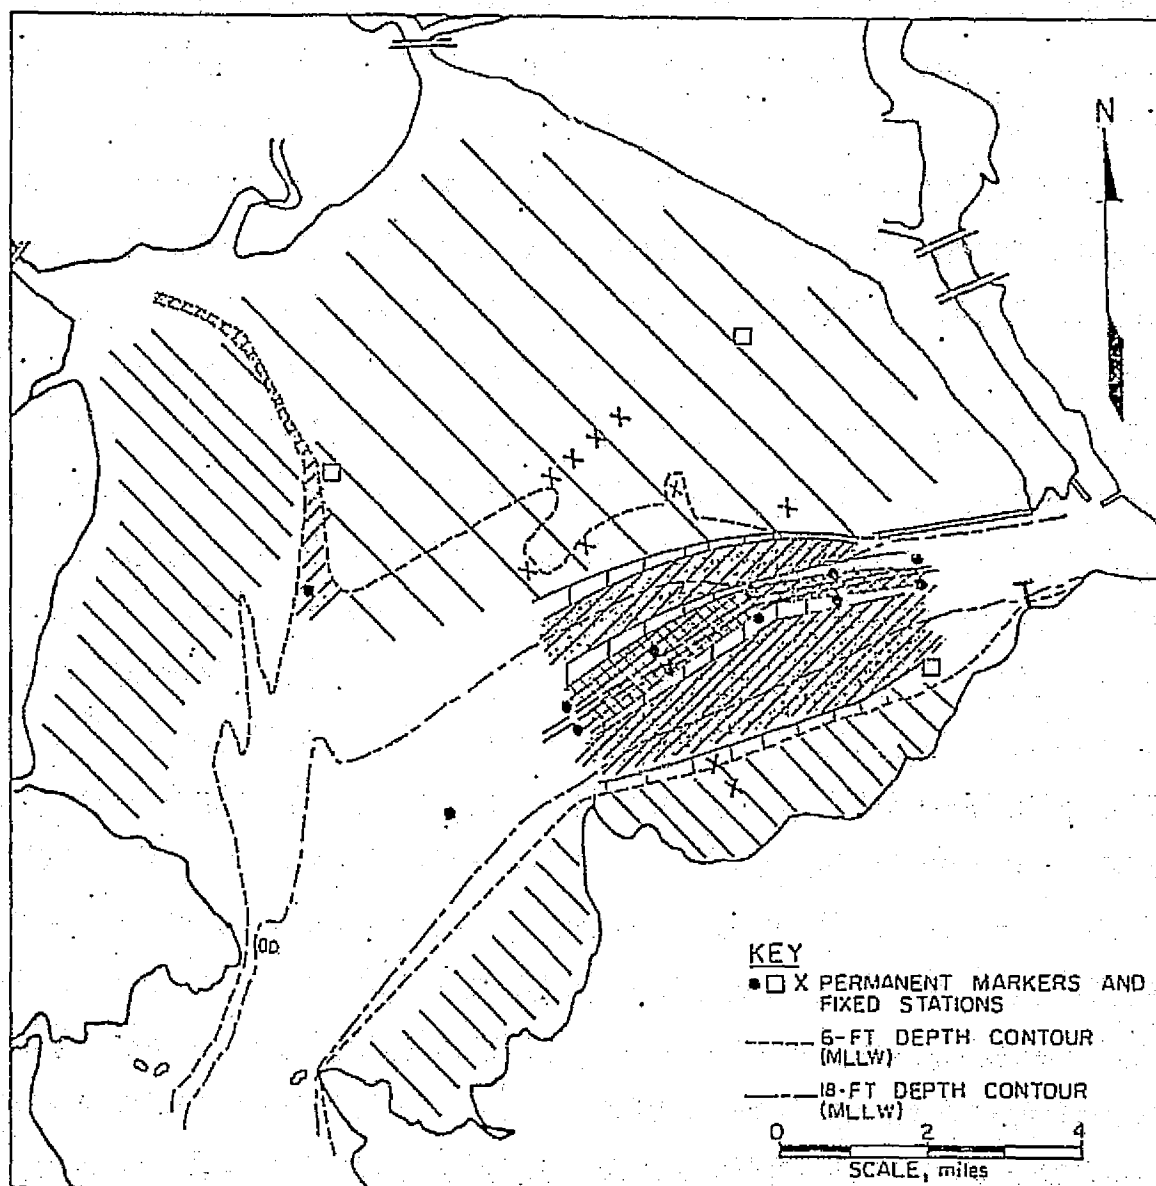 N
KEY
● □ X PERMANENT MARKERS AND
FIXED STATIONS
6-FT DEPTH CONTOUR
(MLLW)
18-FT DEPTH CONTOUR
(MLLW)
0 2 4
SCALE, miles